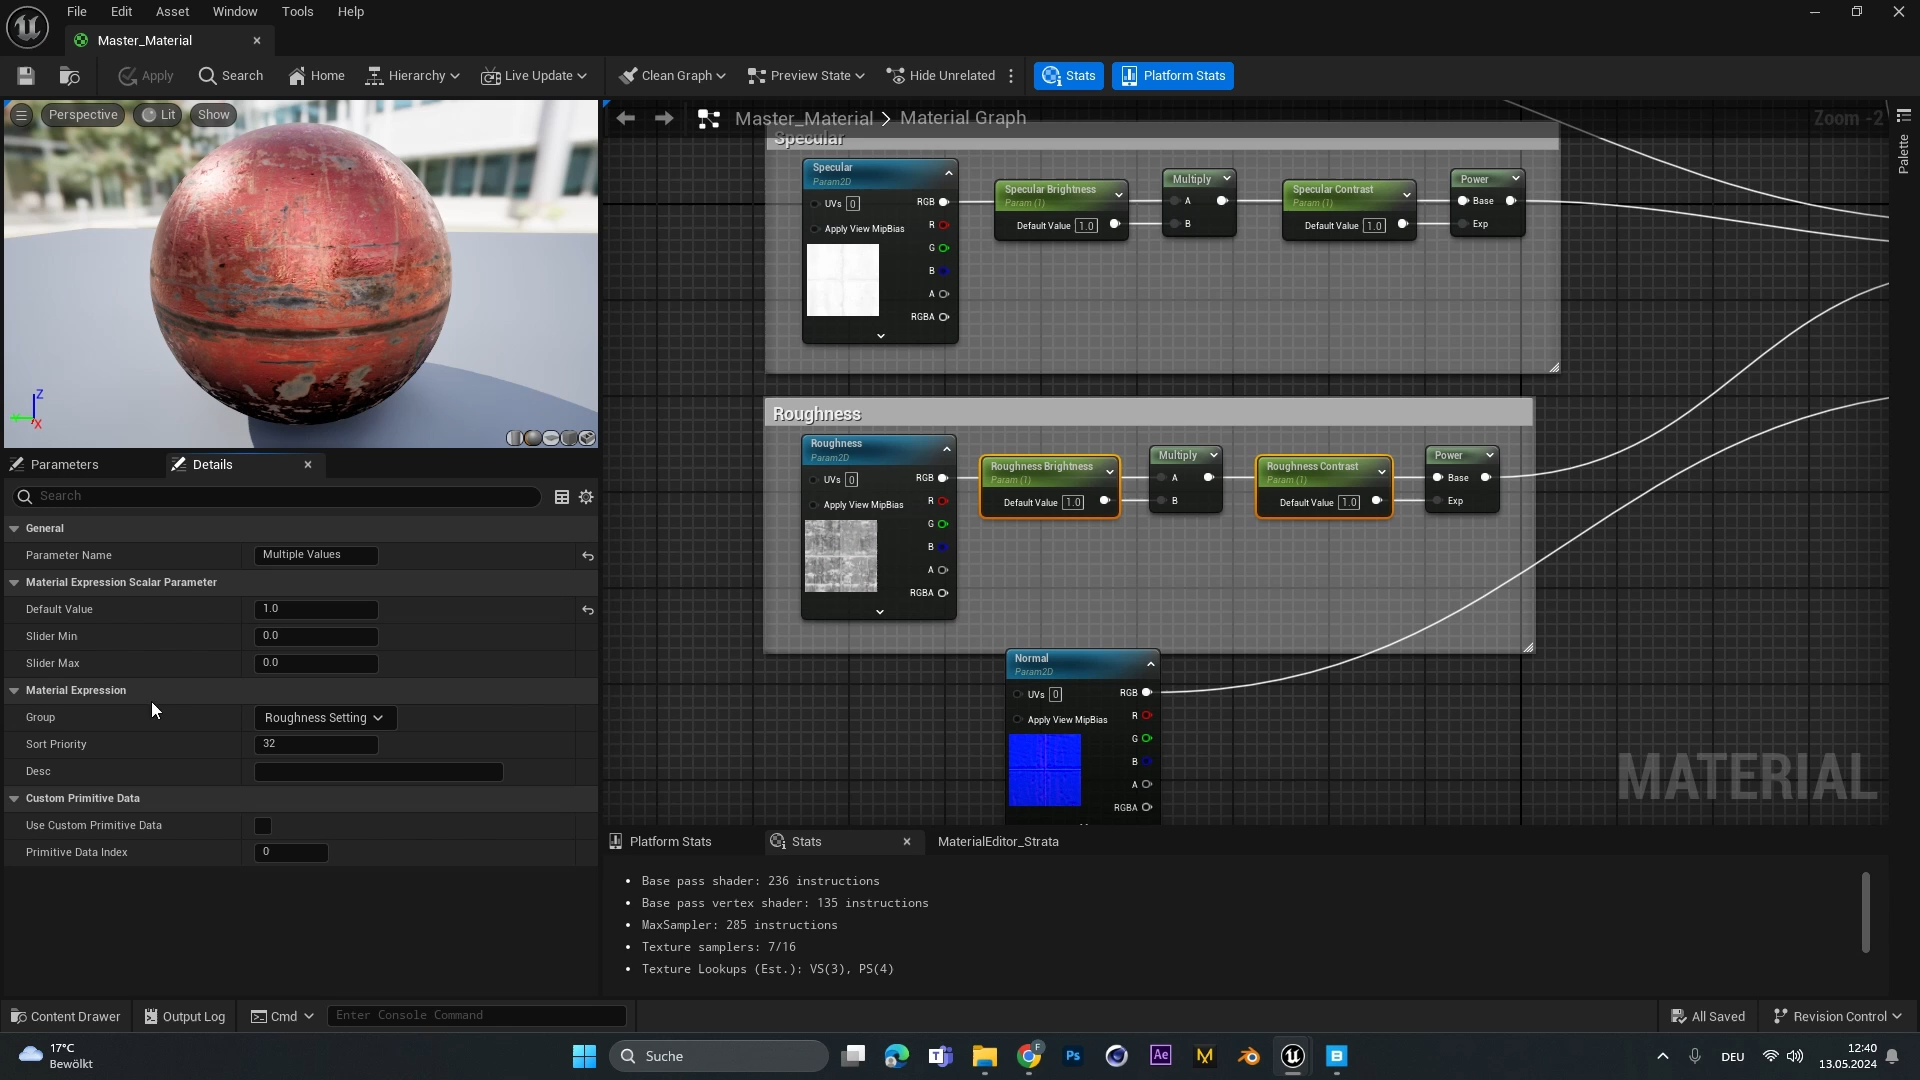 File Edit Asset Window Tools Help
Master_Material
Apply Search Home Hierarchy Live Update Clean Graph Preview State Hide Unrelated Stats Platform Stats
Perspective Lit Show
Master_Material > Material Graph
Zoom -2
Palette
Specular
Specular
Param2D
UVs 0
Apply View MipBias
RGB
R
G
B
A
RGBA
Specular Brightness
Param (1)
Default Value 1.0
Multiply
A
B
Specular Contrast
Param (1)
Default Value 1.0
Power
Base
Exp
Z
X
Roughness
Roughness
Param2D
UVs 0
Apply View MipBias
RGB
R
G
B
A
RGBA
Roughness Brightness
Param (1)
Default Value 1.0
Multiply
A
B
Roughness Contrast
Param (1)
Default Value 1.0
Power
Base
Exp
Normal
Param2D
UVs 0
Apply View MipBias
RGB
R
G
B
A
RGBA
MATERIAL
Parameters Details
Search
General
Parameter Name Multiple Values
Material Expression Scalar Parameter
Default Value 1.0
Slider Min 0.0
Slider Max 0.0
Material Expression
Group Roughness Setting
Sort Priority 32
Desc
Custom Primitive Data
Use Custom Primitive Data
Primitive Data Index 0
Platform Stats Stats MaterialEditor_Strata
• Base pass shader: 236 instructions
• Base pass vertex shader: 135 instructions
• MaxSampler: 285 instructions
• Texture samplers: 7/16
• Texture Lookups (Est.): VS(3), PS(4)
Content Drawer Output Log Cmd Enter Console Command All Saved Revision Control
17°C
Bewölkt
Suche
F
Ps
Ae
M
DEU
12:40
13.05.2024